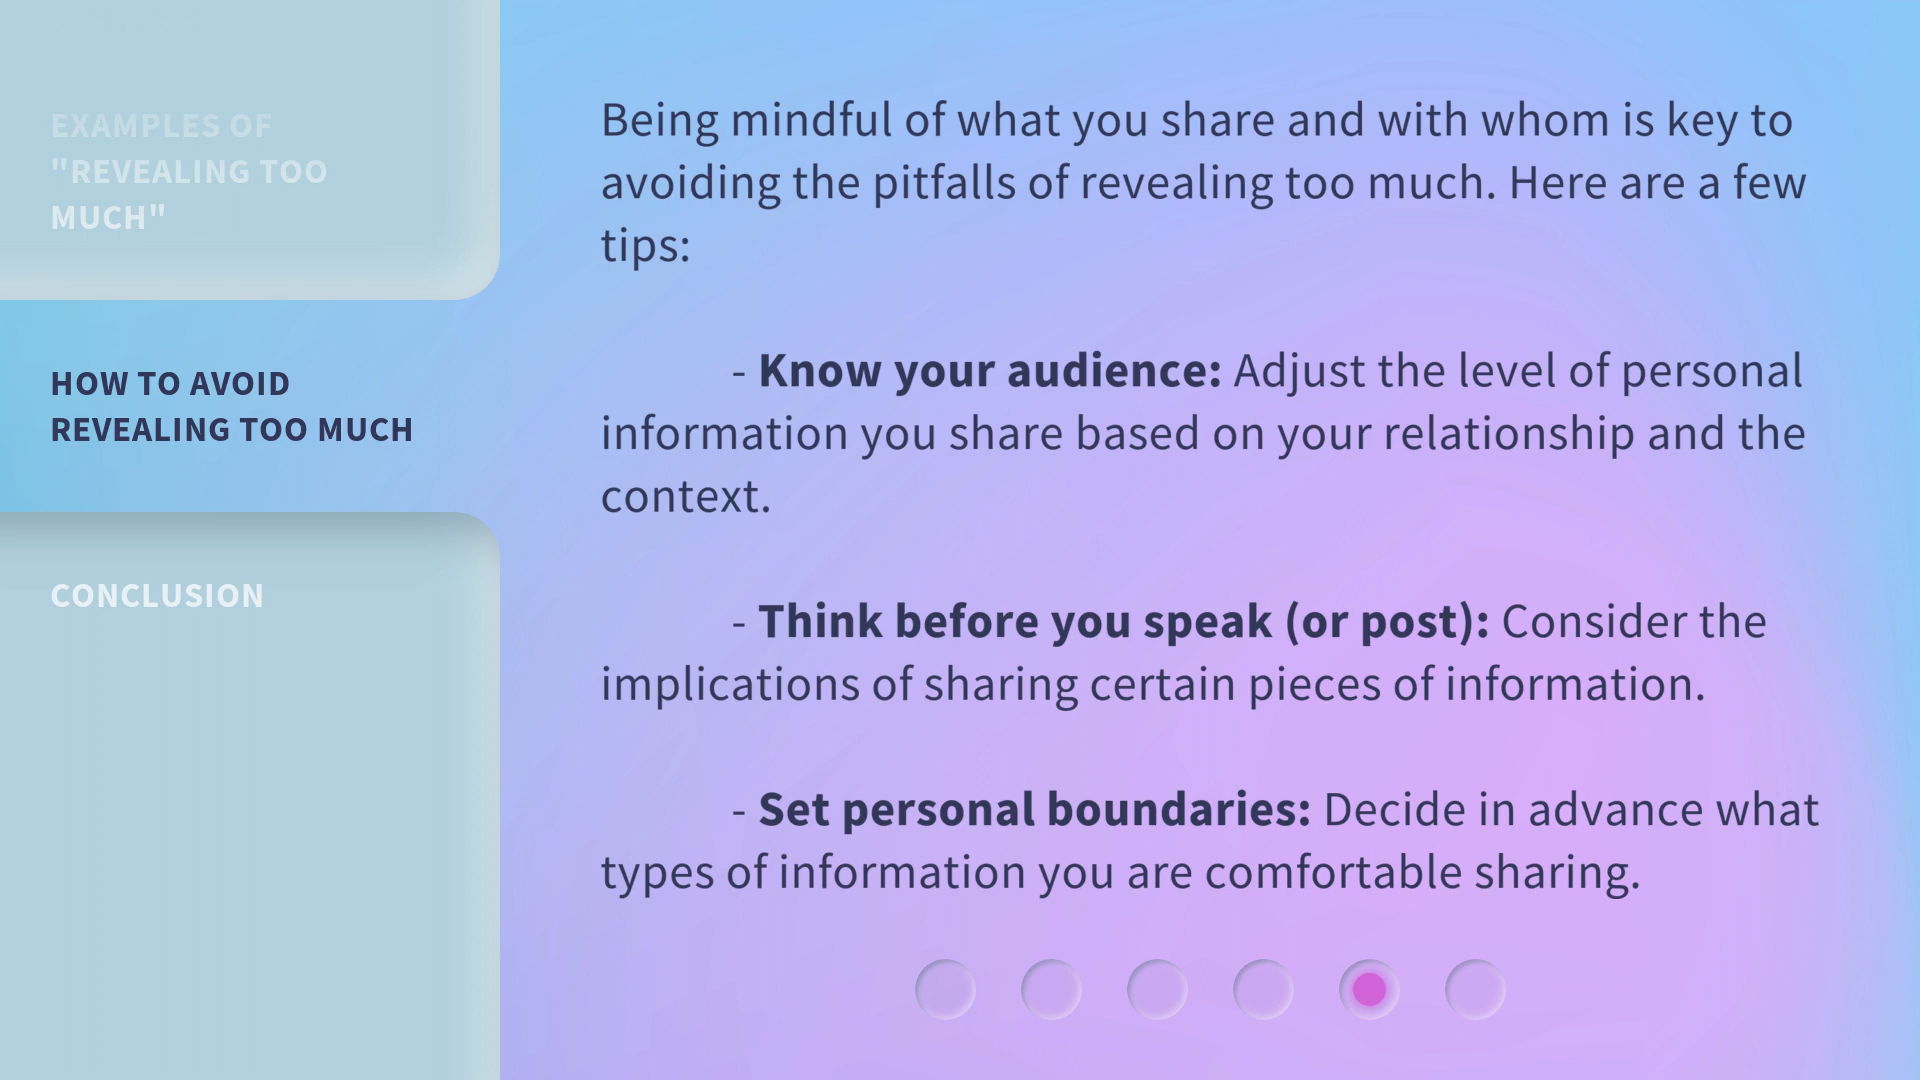 EXAMPLES OF
"REVEALING TOO
MUCH"
HOW TO AVOID
REVEALING TOO MUCH
CONCLUSION
Being mindful of what you share and with whom is key to
avoiding the pitfalls of revealing too much. Here are a few
tips:
- Know your audience: Adjust the level of personal
information you share based on your relationship and the
context.
- Think before you speak (or post): Consider the
implications of sharing certain pieces of information.
- Set personal boundaries: Decide in advance what
types of information you are comfortable sharing.